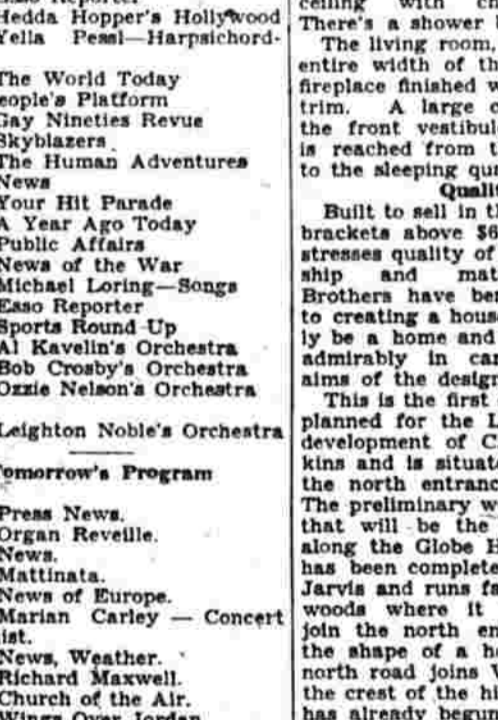 Hedda Hopper's Hollywood
Yella Pessl—Harpsichord-
The World Today
eople's Platform
Gay Nineties Revue
Skyblazers
The Human Adventures
News
Your Hit Parade
A Year Ago Today
Public Affairs
News of the War
Michael Loring—Songs
Esso Reporter
Sports Round Up
Al Kavelin's Orchestra
Bob Crosby's Orchestra
Ozzie Nelson's Orchestra
Leighton Noble's Orchestra
omorrow's Program
Press News.
Organ Reveille.
News.
Mattinata.
News of Europe.
Marian Carley — Concert
ist.
News, Weather.
Richard Maxwell.
Church of the Air.
Wings Over Jordan
ceiling with
There's a shower
The living room,
entire width of th
fireplace finished w
trim. A large
the front vestibul
is reached from t
to the sleeping qua
Qualit
Built to sell in th
brackets above $6
stresses quality of
ship and mat
Brothers have be
to creating a hous
ly be a home and
admirably in ca
aims of the design
This is the first
planned for the L
development of C
kins and is situat
the north entranc
The preliminary w
that will be the
along the Globe H
has been complete
Jarvis and runs fa
woods where it
join the north en
the shape of a h
north road joins
the crest of the h
has already begun